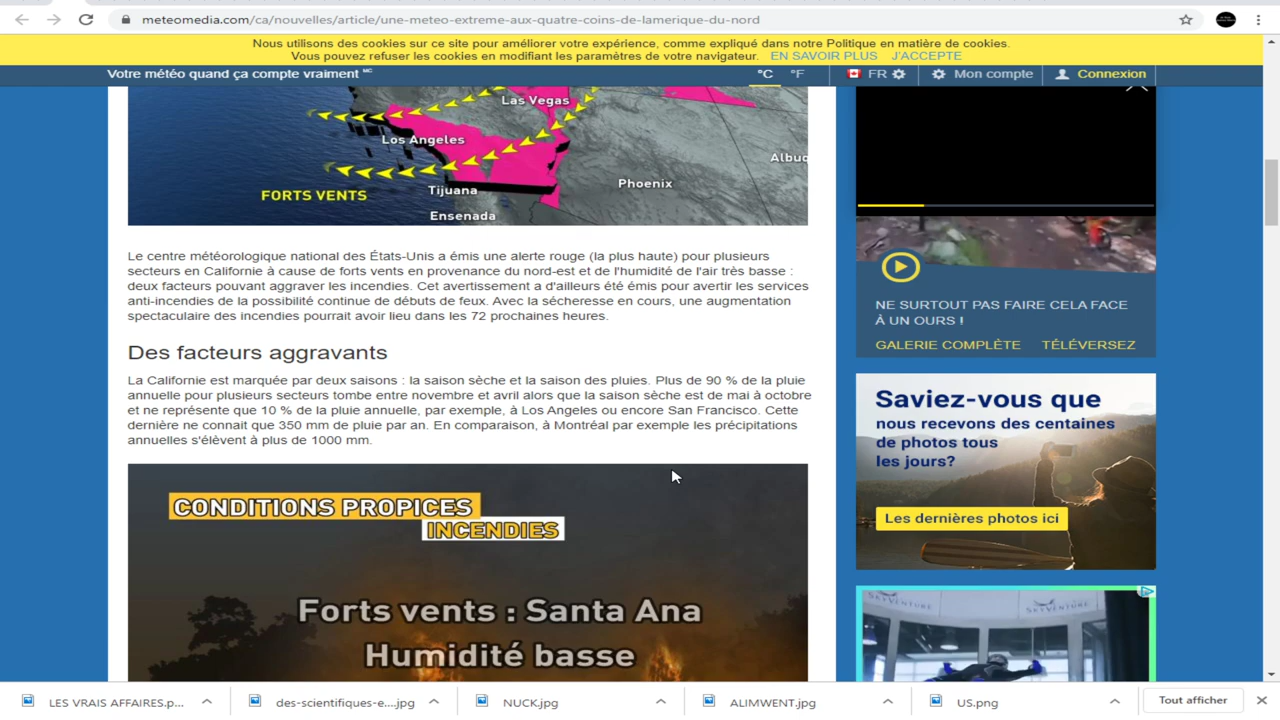 meteomedia.com/ca/nouvelles/article/une-meteo-extreme-aux-quatre-coins-de-lamerique-du-nord
Nous utilisons des cookies sur ce site pour améliorer votre expérience, comme expliqué dans notre Politique en matière de cookies.
Vous pouvez refuser les cookies en modifiant les paramètres de votre navigateur. EN SAVOIR PLUS J'ACCEPTE
Votre météo quand ça compte vraiment MC
°C °F FR Mon compte Connexion
Las Vegas
Los Angeles
Albuq
Phoenix
Tijuana
FORTS VENTS
Ensenada
Le centre météorologique national des États-Unis a émis une alerte rouge (la plus haute) pour plusieurs
secteurs en Californie à cause de forts vents en provenance du nord-est et de l'humidité de l'air très basse :
deux facteurs pouvant aggraver les incendies. Cet avertissement a d'ailleurs été émis pour avertir les services
anti-incendies de la possibilité continue de débuts de feux. Avec la sécheresse en cours, une augmentation
spectaculaire des incendies pourrait avoir lieu dans les 72 prochaines heures.
Des facteurs aggravants
La Californie est marquée par deux saisons : la saison sèche et la saison des pluies. Plus de 90 % de la pluie
annuelle pour plusieurs secteurs tombe entre novembre et avril alors que la saison sèche est de mai à octobre
et ne représente que 10 % de la pluie annuelle, par exemple, à Los Angeles ou encore San Francisco. Cette
dernière ne connait que 350 mm de pluie par an. En comparaison, à Montréal par exemple les précipitations
annuelles s'élèvent à plus de 1000 mm.
CONDITIONS PROPICES
INCENDIES
Forts vents : Santa Ana
Humidité basse
NE SURTOUT PAS FAIRE CELA FACE
À UN OURS !
GALERIE COMPLÈTE TÉLÉVERSEZ
Saviez-vous que
nous recevons des centaines
de photos tous
les jours?
Les dernières photos ici
SKYVENTURE SKYVENTURE
LES VRAIS AFFAIRES.p... des-scientifiques-e....jpg NUCK.jpg ALIMWENT.jpg US.png Tout afficher